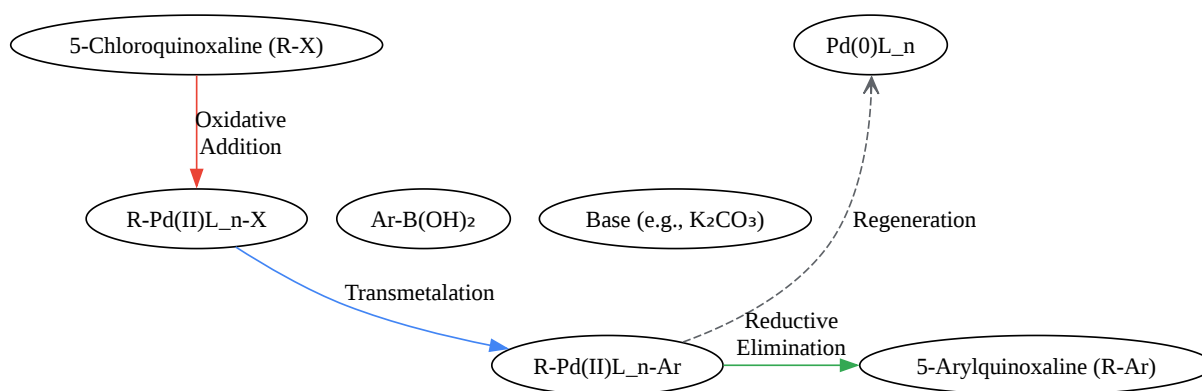 5-Chloroquinoxaline (R-X)
Pd(0)L_n
Oxidative
Addition
R-Pd(II)L_n-X
Ar-B(OH)₂
Base (e.g., K₂CO₃)
Regeneration
Transmetalation
Reductive
Elimination
R-Pd(II)L_n-Ar
5-Arylquinoxaline (R-Ar)